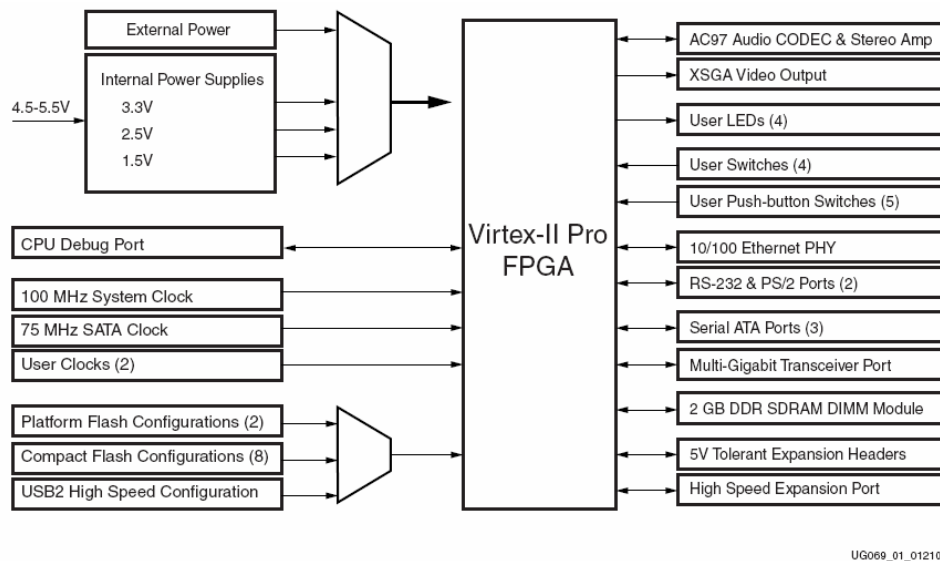 External Power
Internal Power Supplies
4.5-5.5V
3.3V
2.5V
1.5V
CPU Debug Port
100 MHz System Clock
75 MHz SATA Clock
User Clocks (2)
Platform Flash Configurations (2)
Compact Flash Configurations (8)
USB2 High Speed Configuration
Virtex-II Pro
FPGA
AC97 Audio CODEC & Stereo Amp
XSGA Video Output
User LEDs (4)
User Switches (4)
User Push-button Switches (5)
10/100 Ethernet PHY
RS-232 & PS/2 Ports (2)
Serial ATA Ports (3)
Multi-Gigabit Transceiver Port
2 GB DDR SDRAM DIMM Module
5V Tolerant Expansion Headers
High Speed Expansion Port
UG069_01_01210